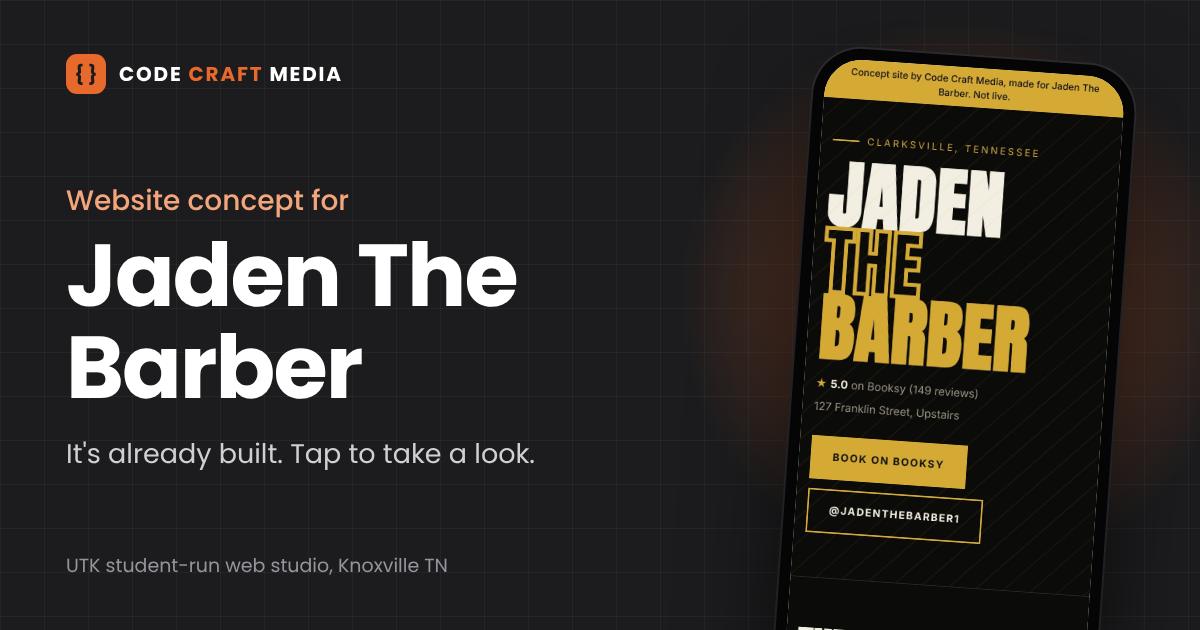 { } CODE CRAFT MEDIA
Website concept for
Jaden The
Barber
It's already built. Tap to take a look.
UTK student-run web studio, Knoxville TN
Concept site by Code Craft Media, made for Jaden The
Barber. Not live.
CLARKSVILLE, TENNESSEE
JADEN
THE
BARBER
★ 5.0 on Booksy (149 reviews)
127 Franklin Street, Upstairs
BOOK ON BOOKSY
@JADENTHEBARBER1